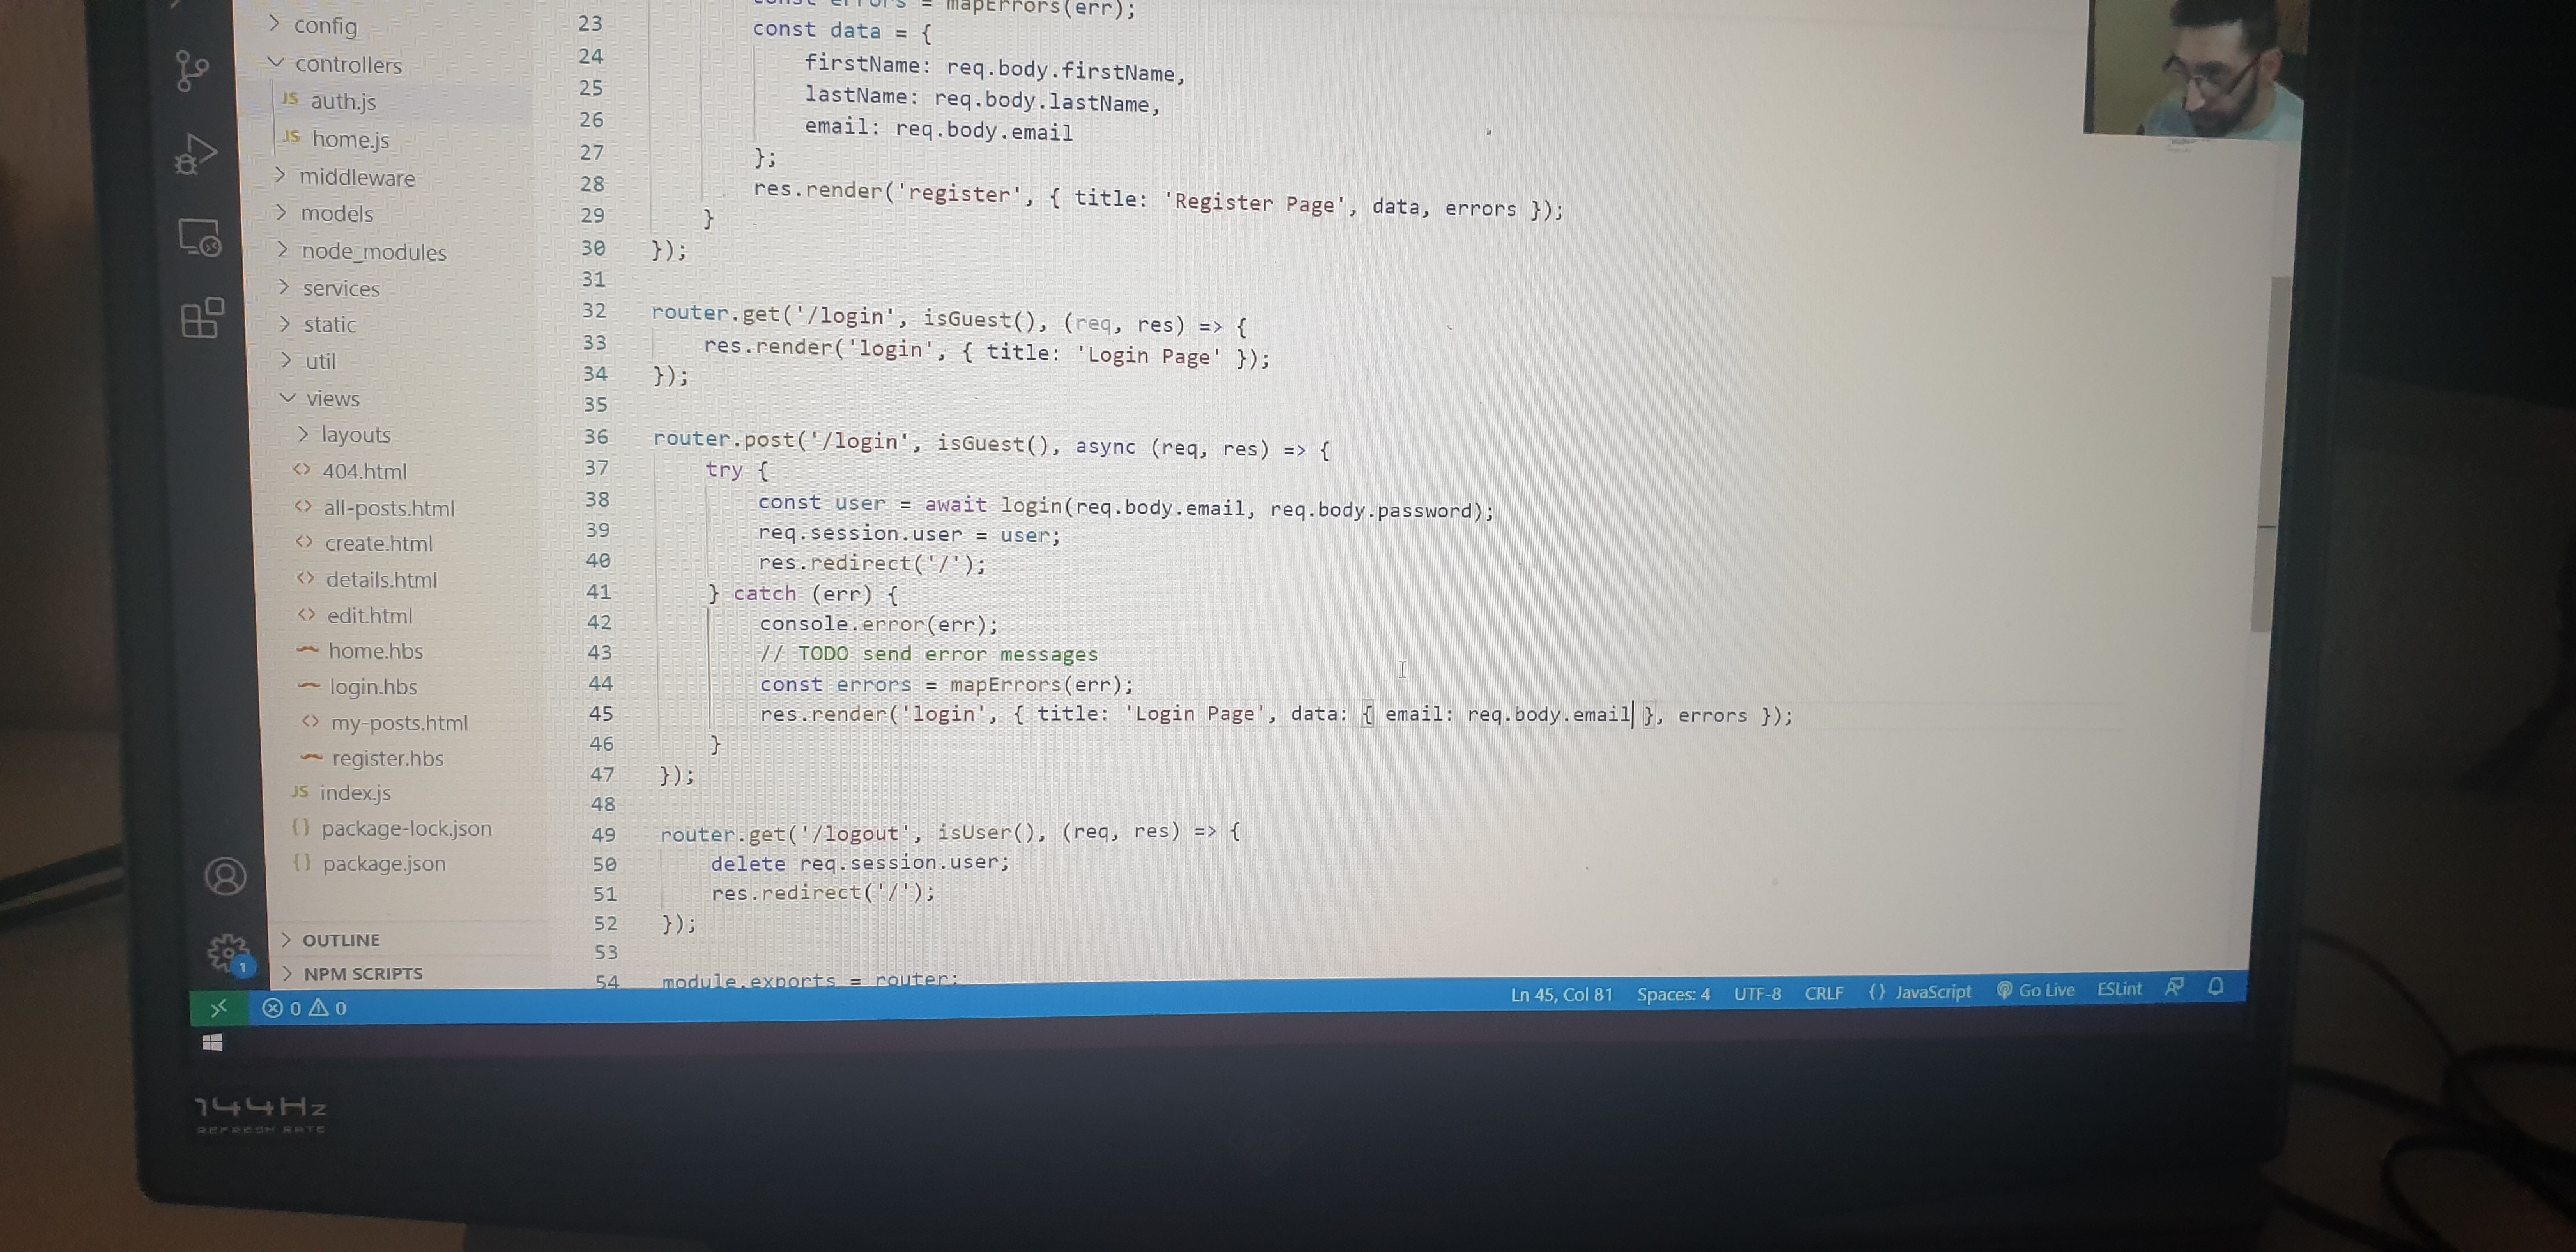 config
controllers
JS auth.js
JS home.js
middleware
models
node_modules
services
static
util
views
layouts
<> 404.html
<> all-posts.html
<> create.html
<> details.html
<> edit.html
home.hbs
login.hbs
<> my-posts.html
register.hbs
JS index.js
{} package-lock.json
{} package.json
OUTLINE
NPM SCRIPTS
const errors = mapErrors(err);
23 const data = {
24 firstName: req.body.firstName,
25 lastName: req.body.lastName,
26 email: req.body.email
27 };
28 res.render('register', { title: 'Register Page', data, errors });
29 }
30 });
31
32 router.get('/login', isGuest(), (req, res) => {
33 res.render('login', { title: 'Login Page' });
34 });
35
36 router.post('/login', isGuest(), async (req, res) => {
37 try {
38 const user = await login(req.body.email, req.body.password);
39 req.session.user = user;
40 res.redirect('/');
41 } catch (err) {
42 console.error(err);
43 // TODO send error messages
44 const errors = mapErrors(err);
45 res.render('login', { title: 'Login Page', data: { email: req.body.email }, errors });
46 }
47 });
48
49 router.get('/logout', isUser(), (req, res) => {
50 delete req.session.user;
51 res.redirect('/');
52 });
53
54 module.exports = router;
1
0 0
Ln 45, Col 81 Spaces: 4 UTF-8 CRLF {} JavaScript Go Live ESLint
144Hz
REFRESH RATE